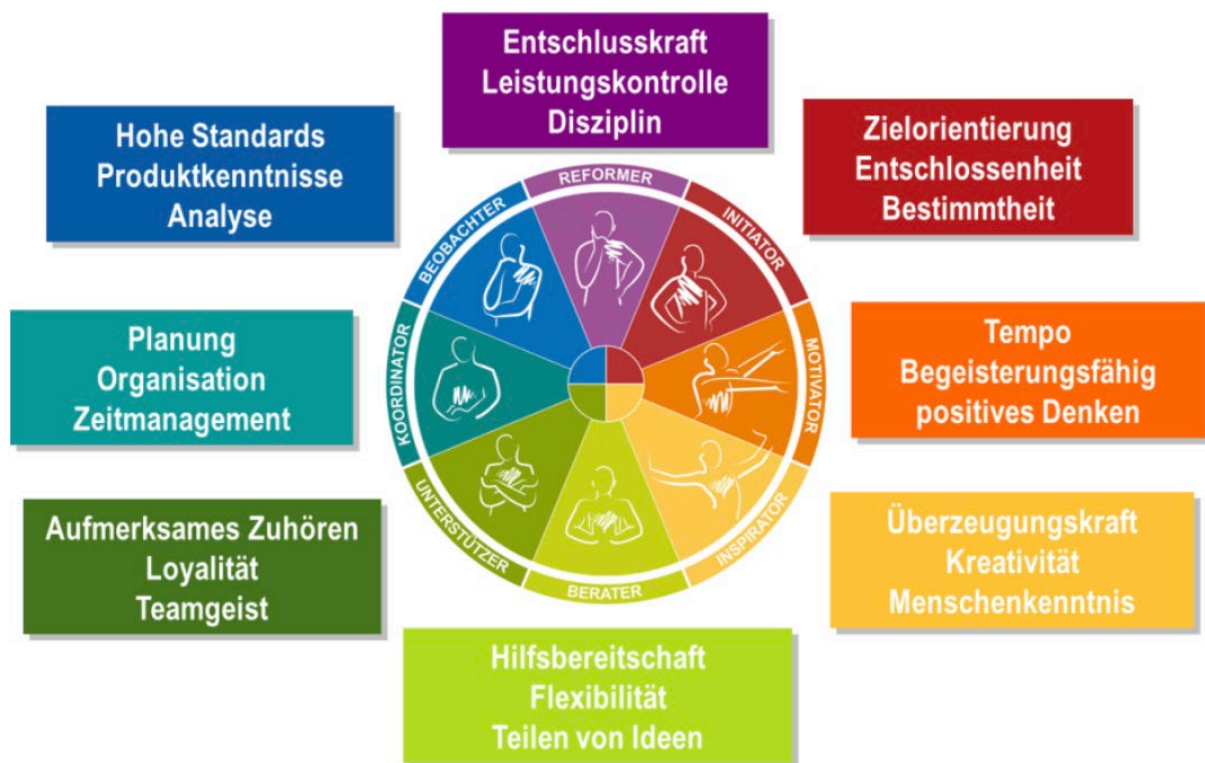 Entschlusskraft
Leistungskontrolle
Disziplin
Hohe Standards
Produktkenntnisse
Analyse
Zielorientierung
Entschlossenheit
Bestimmtheit
REFORMER
BEOBACHTER
INITIATOR
Planung
Organisation
Zeitmanagement
KOORDINATOR
MOTIVATOR
Tempo
Begeisterungsfähig
positives Denken
Aufmerksames Zuhören
Loyalität
Teamgeist
UNTERSTÜTZER
BERATER
INSPIRATOR
Überzeugungskraft
Kreativität
Menschenkenntnis
Hilfsbereitschaft
Flexibilität
Teilen von Ideen